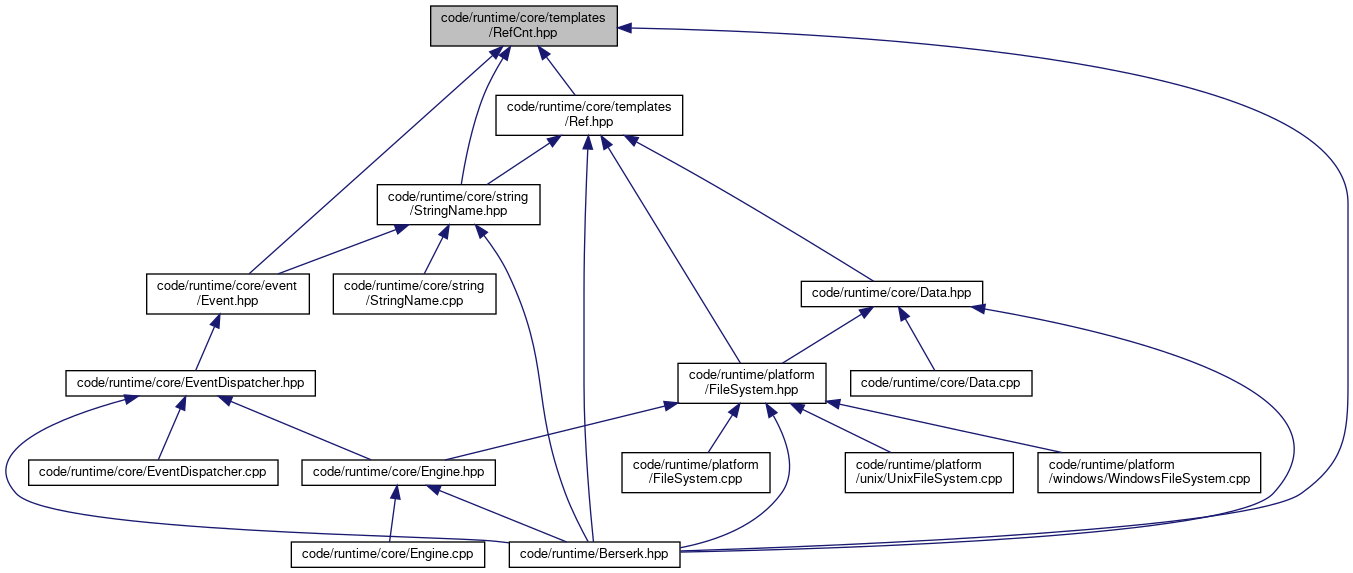 code/runtime/core/templates
/RefCnt.hpp
code/runtime/core/templates
/Ref.hpp
code/runtime/core/string
/StringName.hpp
code/runtime/core/event
/Event.hpp
code/runtime/core/string
/StringName.cpp
code/runtime/core/Data.hpp
code/runtime/core/EventDispatcher.hpp
code/runtime/platform
/FileSystem.hpp
code/runtime/core/Data.cpp
code/runtime/core/EventDispatcher.cpp
code/runtime/core/Engine.hpp
code/runtime/platform
/FileSystem.cpp
code/runtime/platform
/unix/UnixFileSystem.cpp
code/runtime/platform
/windows/WindowsFileSystem.cpp
code/runtime/core/Engine.cpp
code/runtime/Berserk.hpp